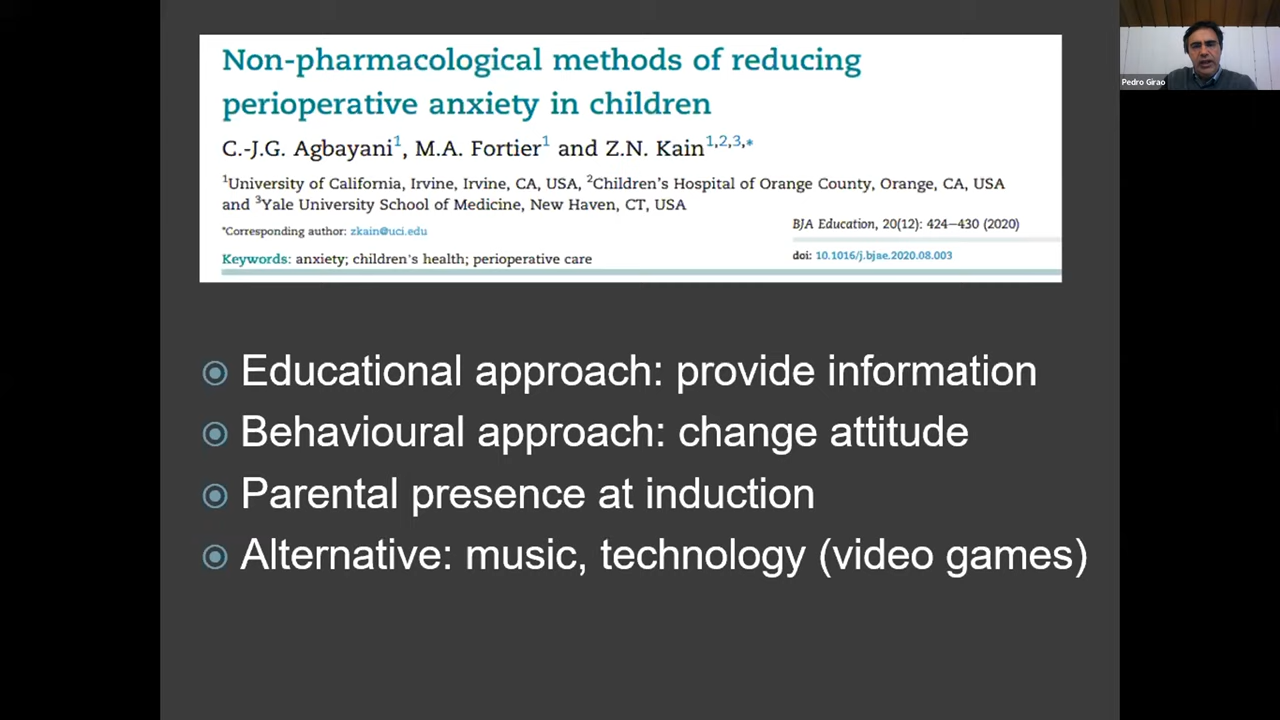 Non-pharmacological methods of reducing
perioperative anxiety in children
C.-J.G. Agbayani1, M.A. Fortier1 and Z.N. Kain1,2,3,*
1University of California, Irvine, Irvine, CA, USA, 2Children's Hospital of Orange County, Orange, CA, USA
and 3Yale University School of Medicine, New Haven, CT, USA
*Corresponding author: zkain@uci.edu
BJA Education, 20(12): 424–430 (2020)
Keywords: anxiety; children's health; perioperative care
doi: 10.1016/j.bjae.2020.08.003
Educational approach: provide information
Behavioural approach: change attitude
Parental presence at induction
Alternative: music, technology (video games)
Pedro Girao